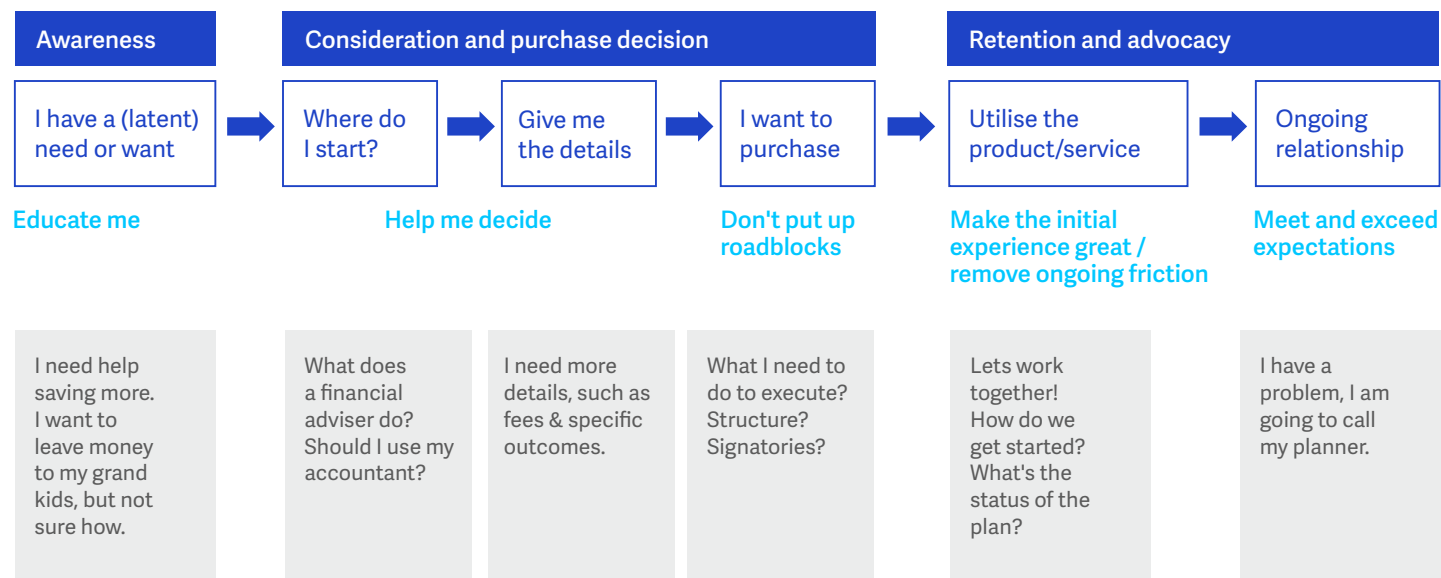 Awareness
Consideration and purchase decision
Retention and advocacy
I have a (latent)
need or want
Where do
I start?
Give me
the details
I want to
purchase
Utilise the
product/service
Ongoing
relationship
Educate me
Help me decide
Don't put up
roadblocks
Make the initial
experience great /
remove ongoing friction
Meet and exceed
expectations
I need help
saving more.
I want to
leave money
to my grand
kids, but not
sure how.
What does
a financial
adviser do?
Should I use my
accountant?
I need more
details, such as
fees & specific
outcomes.
What I need to
do to execute?
Structure?
Signatories?
Lets work
together!
How do we
get started?
What's the
status of the
plan?
I have a
problem, I am
going to call
my planner.